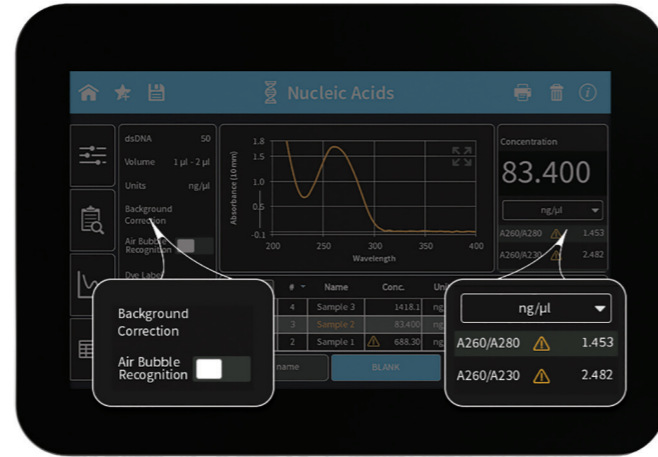 Nucleic Acids
dsDNA 50
Volume 1 µl - 2 µl
Units ng/µl
Background
Correction
Air Bubble
Recognition
Dye Label
Absorbance (10 mm)
1.8
1.5
1.0
0.5
-0.1
200 250 300 350 400
Wavelength
Concentration
83.400
ng/µl
A260/A280 1.453
A260/A230 2.482
# Name Conc.
4 Sample 3 1418.1
3 Sample 2 83.400
2 Sample 1 688.30
name
BLANK
Background
Correction
Air Bubble
Recognition
ng/µl
A260/A280 1.453
A260/A230 2.482